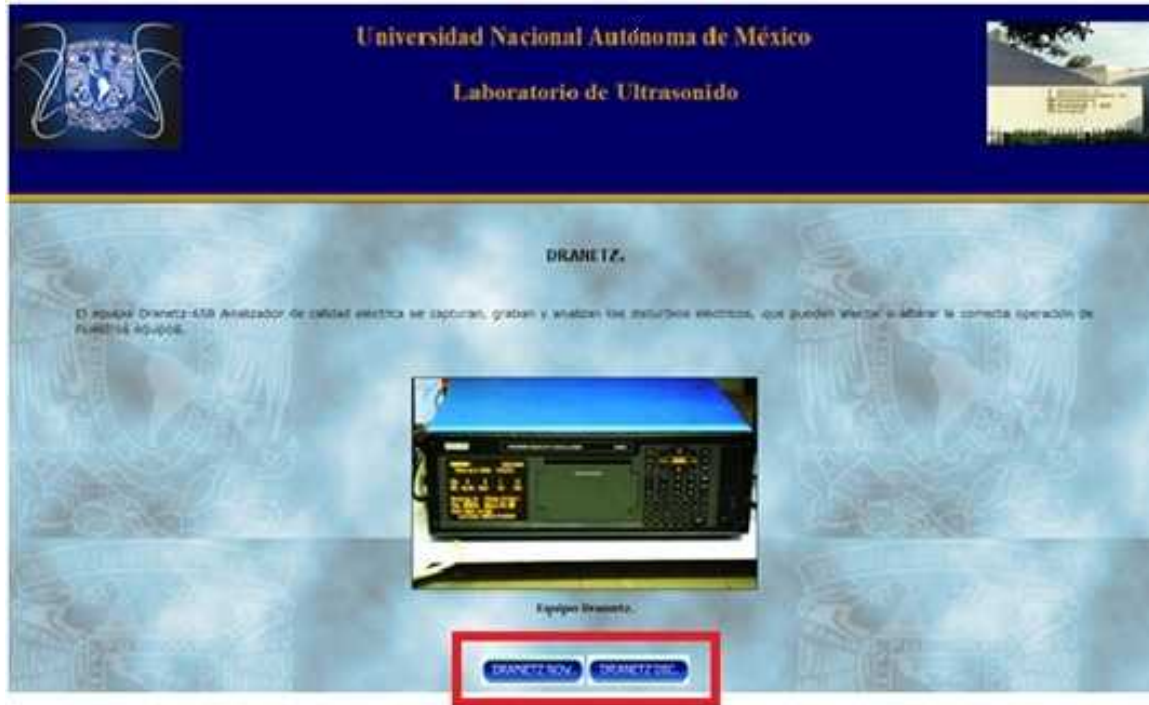 Universidad Nacional Autónoma de México
Laboratorio de Ultrasonido
DRANETZ.
El equipo Dranetz 658 Analizador de calidad eléctrica se capturan, graban y analizan los disturbios eléctricos, que pueden afectar o alterar la correcta operación de
nuestros equipos.
Equipo Dranetz.
DRANETZ NOV. DRANETZ DIC.